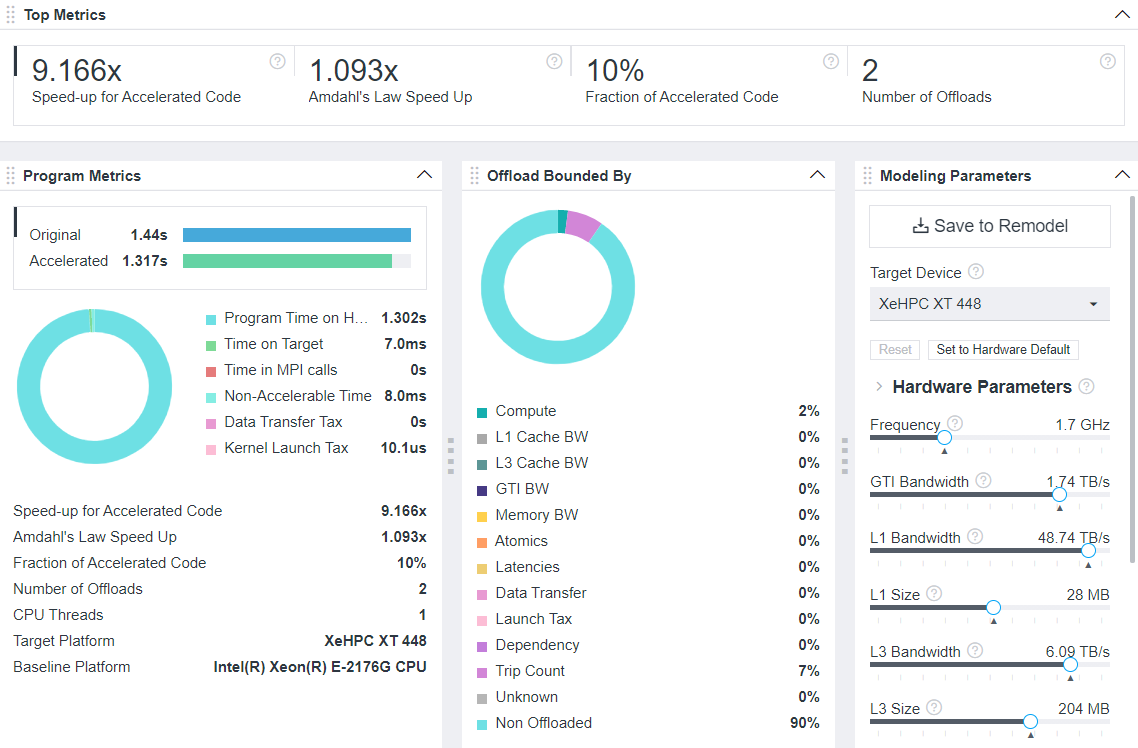 Top Metrics
9.166x
Speed-up for Accelerated Code
1.093x
Amdahl's Law Speed Up
10%
Fraction of Accelerated Code
2
Number of Offloads
Program Metrics
Original 1.44s
Accelerated 1.317s
Program Time on H... 1.302s
Time on Target 7.0ms
Time in MPI calls 0s
Non-Accelerable Time 8.0ms
Data Transfer Tax 0s
Kernel Launch Tax 10.1us
Speed-up for Accelerated Code 9.166x
Amdahl's Law Speed Up 1.093x
Fraction of Accelerated Code 10%
Number of Offloads 2
CPU Threads 1
Target Platform XeHPC XT 448
Baseline Platform Intel(R) Xeon(R) E-2176G CPU
Offload Bounded By
Compute 2%
L1 Cache BW 0%
L3 Cache BW 0%
GTI BW 0%
Memory BW 0%
Atomics 0%
Latencies 0%
Data Transfer 0%
Launch Tax 0%
Dependency 0%
Trip Count 7%
Unknown 0%
Non Offloaded 90%
Modeling Parameters
Save to Remodel
Target Device
XeHPC XT 448
Reset Set to Hardware Default
Hardware Parameters
Frequency 1.7 GHz
GTI Bandwidth 1.74 TB/s
L1 Bandwidth 48.74 TB/s
L1 Size 28 MB
L3 Bandwidth 6.09 TB/s
L3 Size 204 MB